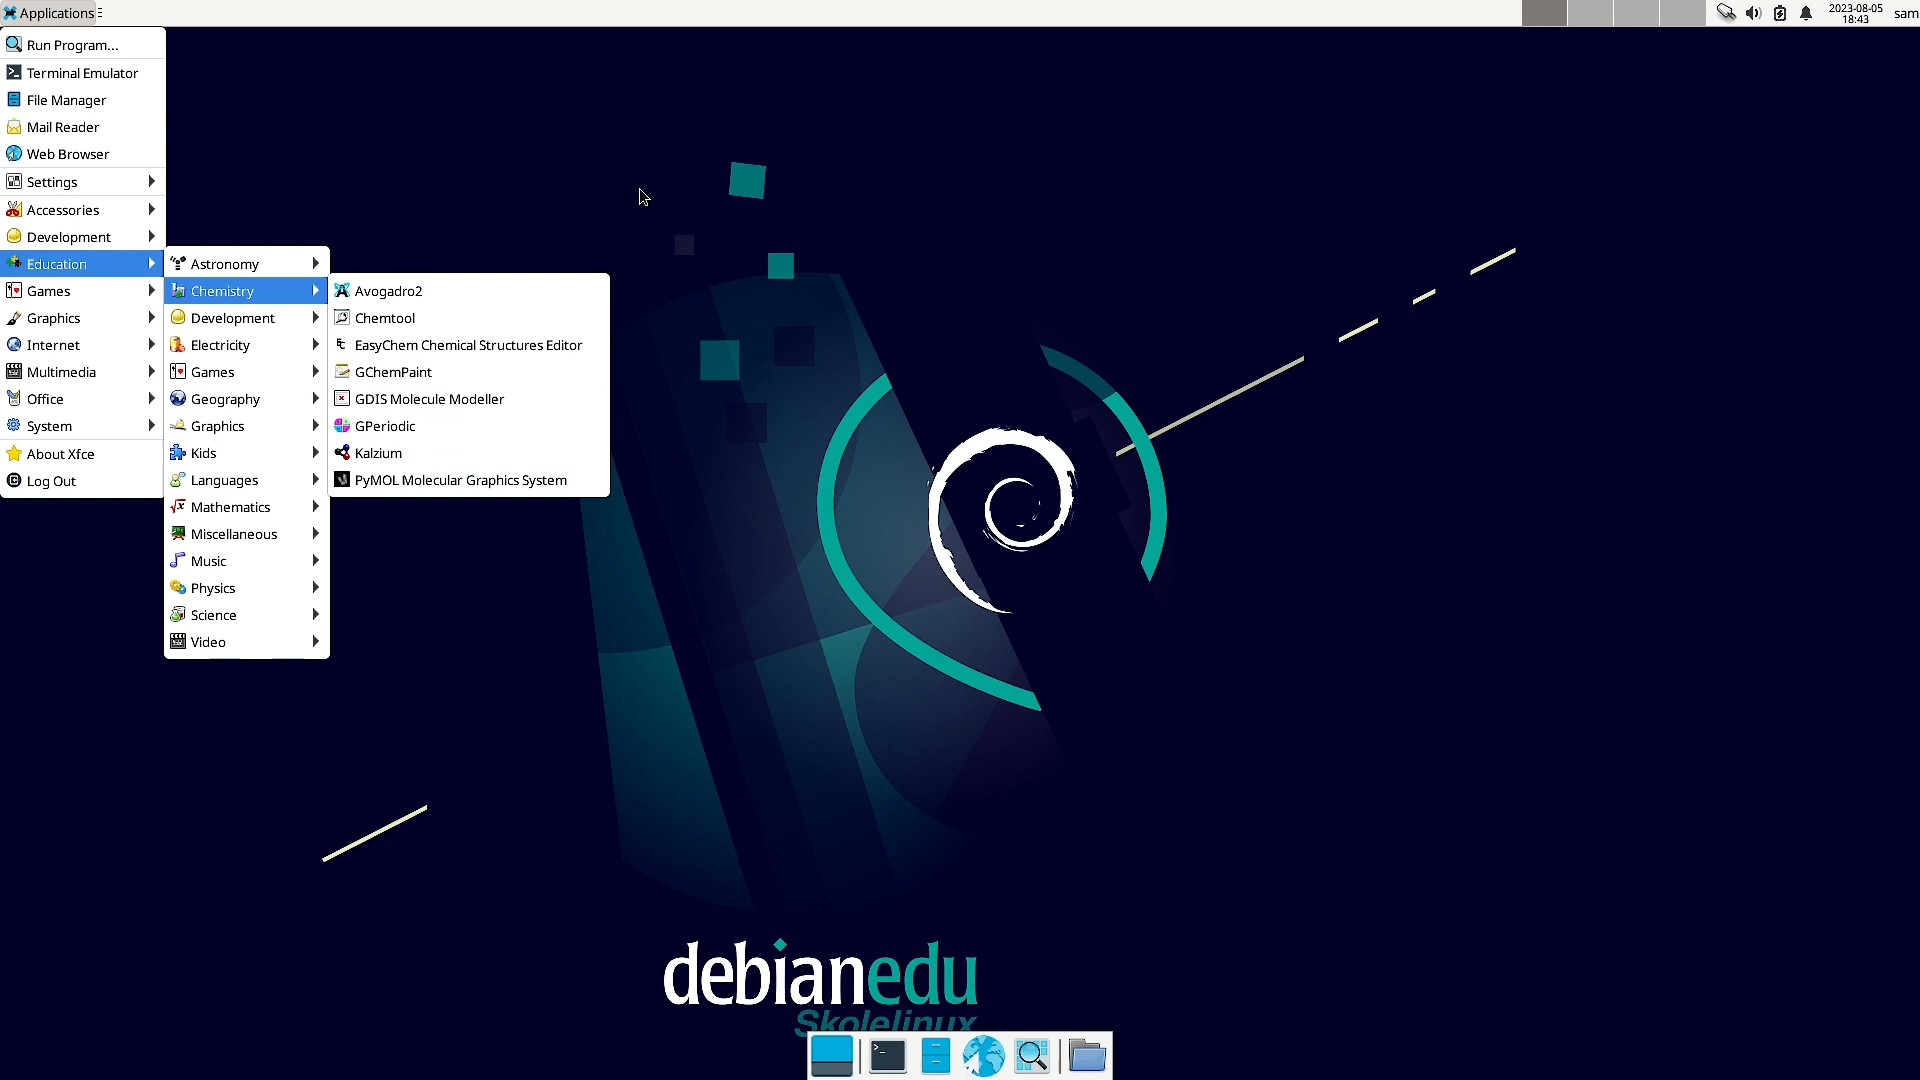 Applications
2023-08-05
18:43
sam
Run Program...
Terminal Emulator
File Manager
Mail Reader
Web Browser
Settings
Accessories
Development
Education
Games
Graphics
Internet
Multimedia
Office
System
About Xfce
Log Out
Astronomy
Chemistry
Development
Electricity
Games
Geography
Graphics
Kids
Languages
Mathematics
Miscellaneous
Music
Physics
Science
Video
Avogadro2
Chemtool
EasyChem Chemical Structures Editor
GChemPaint
GDIS Molecule Modeller
GPeriodic
Kalzium
PyMOL Molecular Graphics System
debianedu
Skolelinux